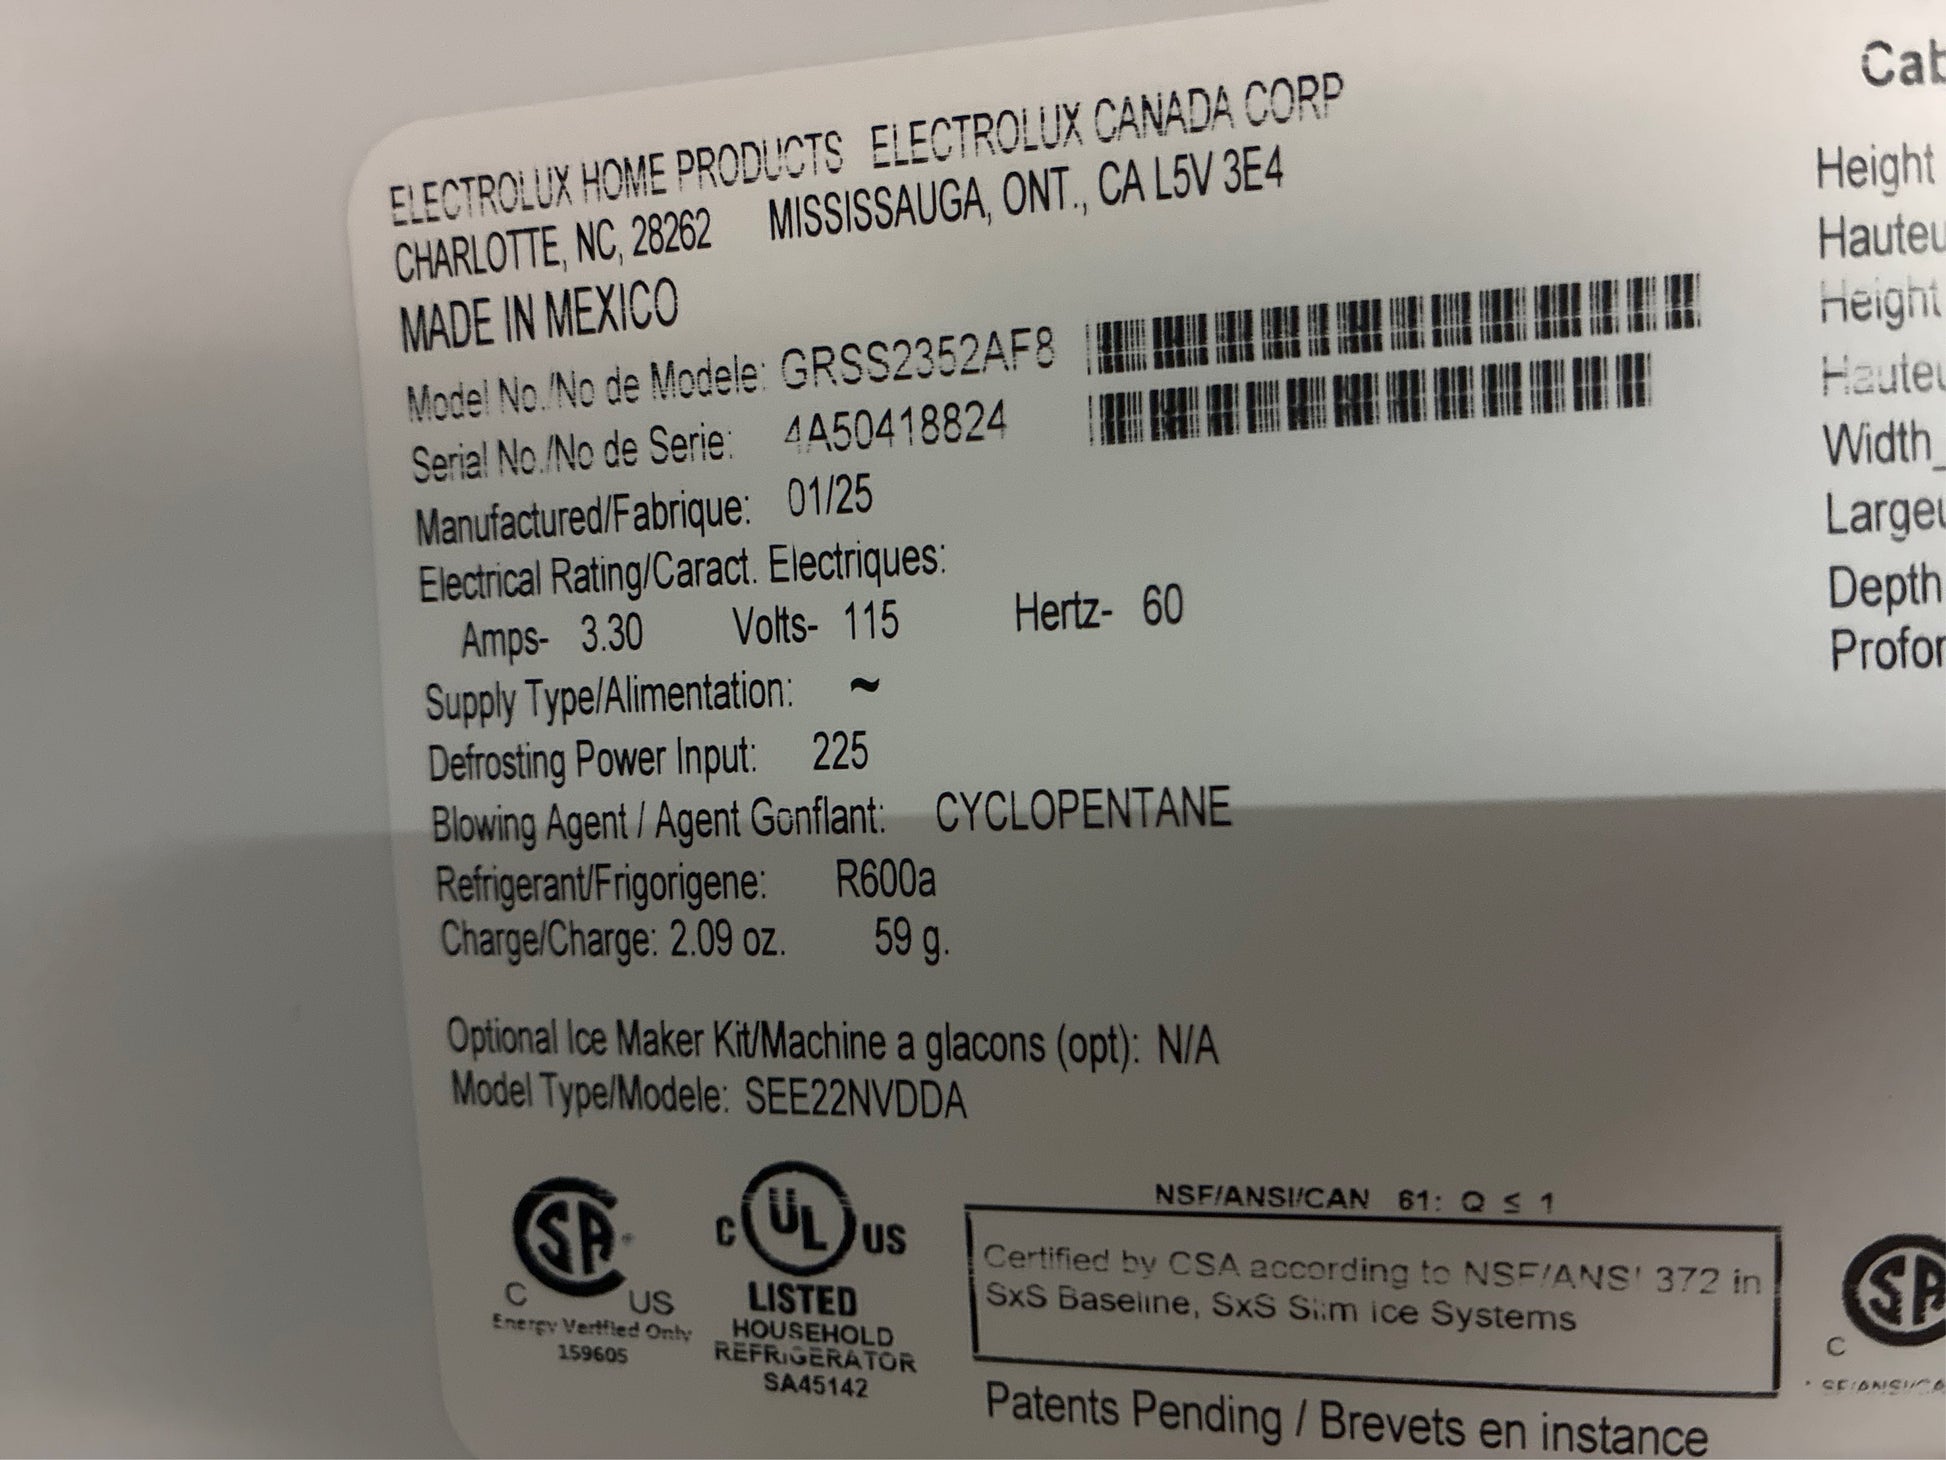 ELECTROLUX HOME PRODUCTS ELECTROLUX CANADA CORP
CHARLOTTE, NC, 28262 MISSISSAUGA, ONT., CA L5V 3E4
MADE IN MEXICO
Model No./No de Modele: GRSS2352AF8
Serial No./No de Serie: 4A50418824
Manufactured/Fabrique: 01/25
Electrical Rating/Caract. Electriques:
Amps- 3.30 Volts- 115 Hertz- 60
Supply Type/Alimentation: ~
Defrosting Power Input: 225
Blowing Agent / Agent Gonflant: CYCLOPENTANE
Refrigerant/Frigorigene: R600a
Charge/Charge: 2.09 oz. 59 g.
Optional Ice Maker Kit/Machine a glacons (opt): N/A
Model Type/Modele: SEE22NVDDA
SA
C US
Energy Verified Only
159605
C UL US
LISTED
HOUSEHOLD
REFRIGERATOR
SA45142
NSF/ANSI/CAN 61: Q ≤ 1
Certified by CSA according to NSF/ANSI 372 in
SxS Baseline, SxS Slim Ice Systems
Patents Pending / Brevets en instance
Cab
Height
Hauteu
Height
Hauteu
Width_
Largeu
Depth
Profon
SA
C